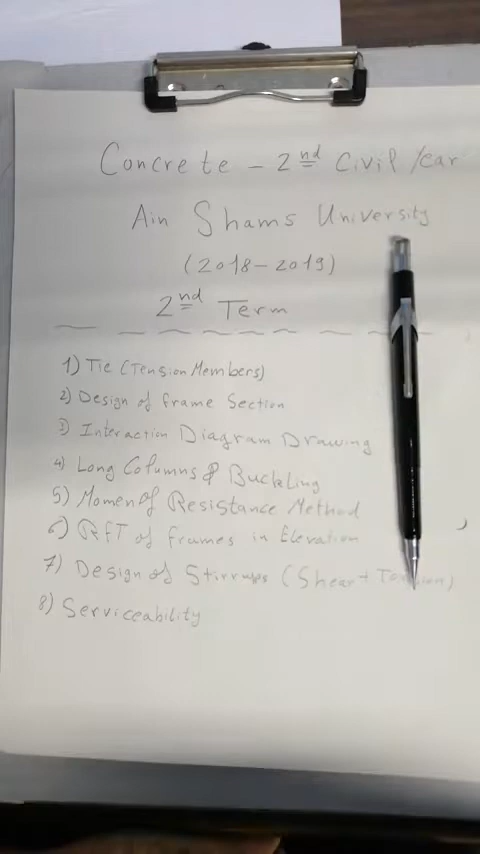 Concrete - 2nd Civil Year
Ain Shams University
(2018-2019)
2nd Term
1) Tie (Tension Members)
2) Design of frame Section
3) Interaction Diagram Drawing
4) Long Columns & Buckling
5) Momen of Resistance Method
6) RFT of frames in Elevation
7) Design of Stirrups (Shear + Torsion)
8) Serviceability